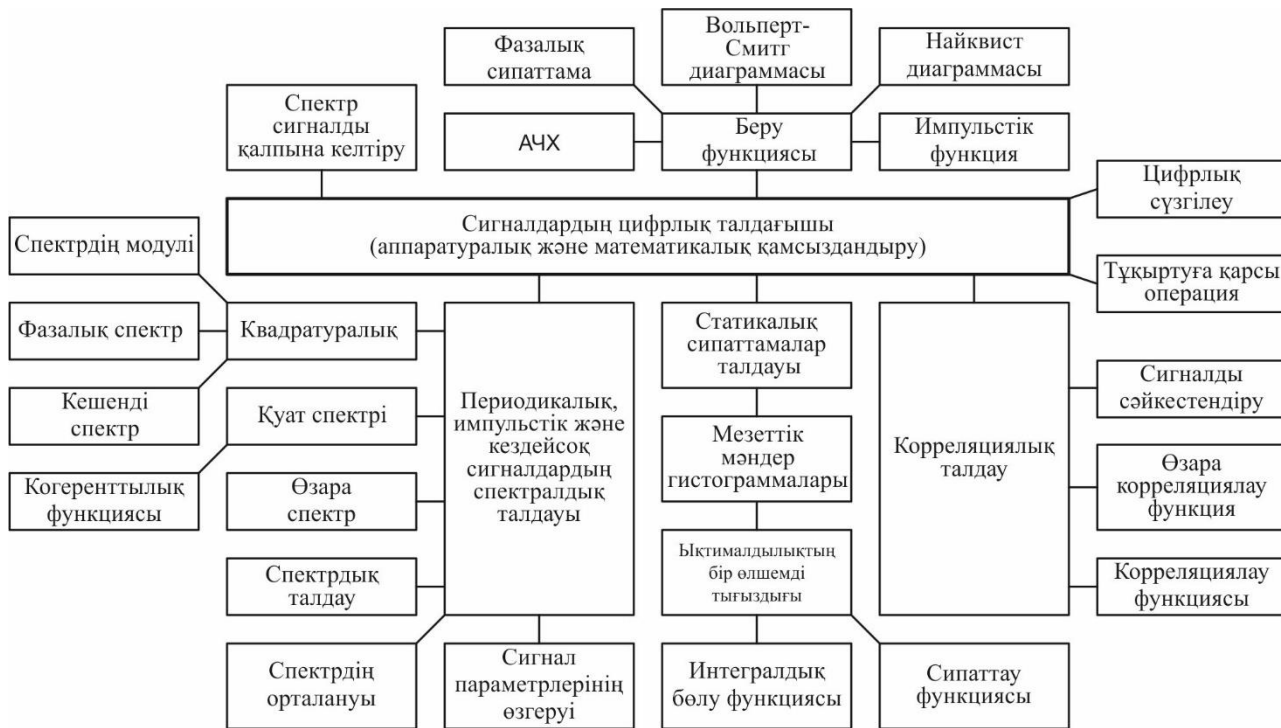 Фазалық
сипаттама
Вольперт-
Смитг
диаграммасы
Найквист
диаграммасы
Спектр
сигналды
қалпына келтіру
АЧХ
Беру
функциясы
Импульстік
функция
Цифрлық
сүзгілеу
Сигналдардың цифрлық талдағышы
(аппаратуралық және математикалық қамсыздандыру)
Спектрдің модулі
Тұқыртуға қарсы
операция
Фазалық спектр
Квадратуралық
Статикалық
сипаттамалар
талдауы
Кешенді
спектр
Қуат спектрі
Периодикалық,
импульстік және
кездейсоқ
сигналдардың
спектралдық
талдауы
Мезеттік
мәндер
гистограммалары
Корреляциялық
талдау
Сигналды
сәйкестендіру
Когеренттылық
функциясы
Өзара
спектр
Өзара
корреляциялау
функция
Спектрдық
талдау
Ықтималдылықтың
бір өлшемді
тығыздығы
Корреляциялау
функциясы
Спектрдің
орталануы
Сигнал
параметрлерінің
өзгеруі
Интегралдық
бөлу функциясы
Сипаттау
функциясы